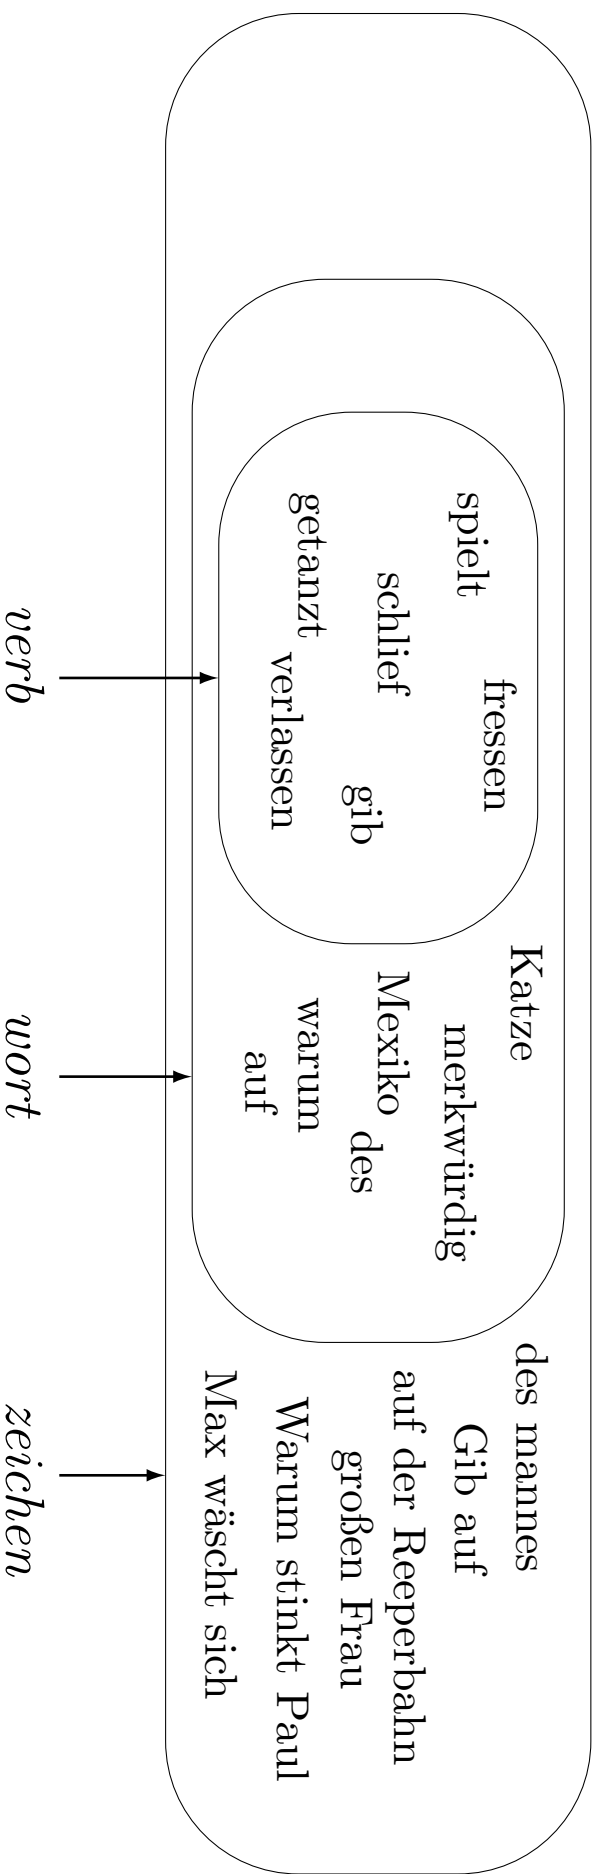 spielt
fressen
schlief
getanzt
gib
verlassen
Katze
merkwürdig
Mexiko
des
warum
auf
des mannes
Gib auf
auf der Reeperbahn
großen Frau
Warum stinkt Paul
Max wäscht sich
verb
wort
zeichen